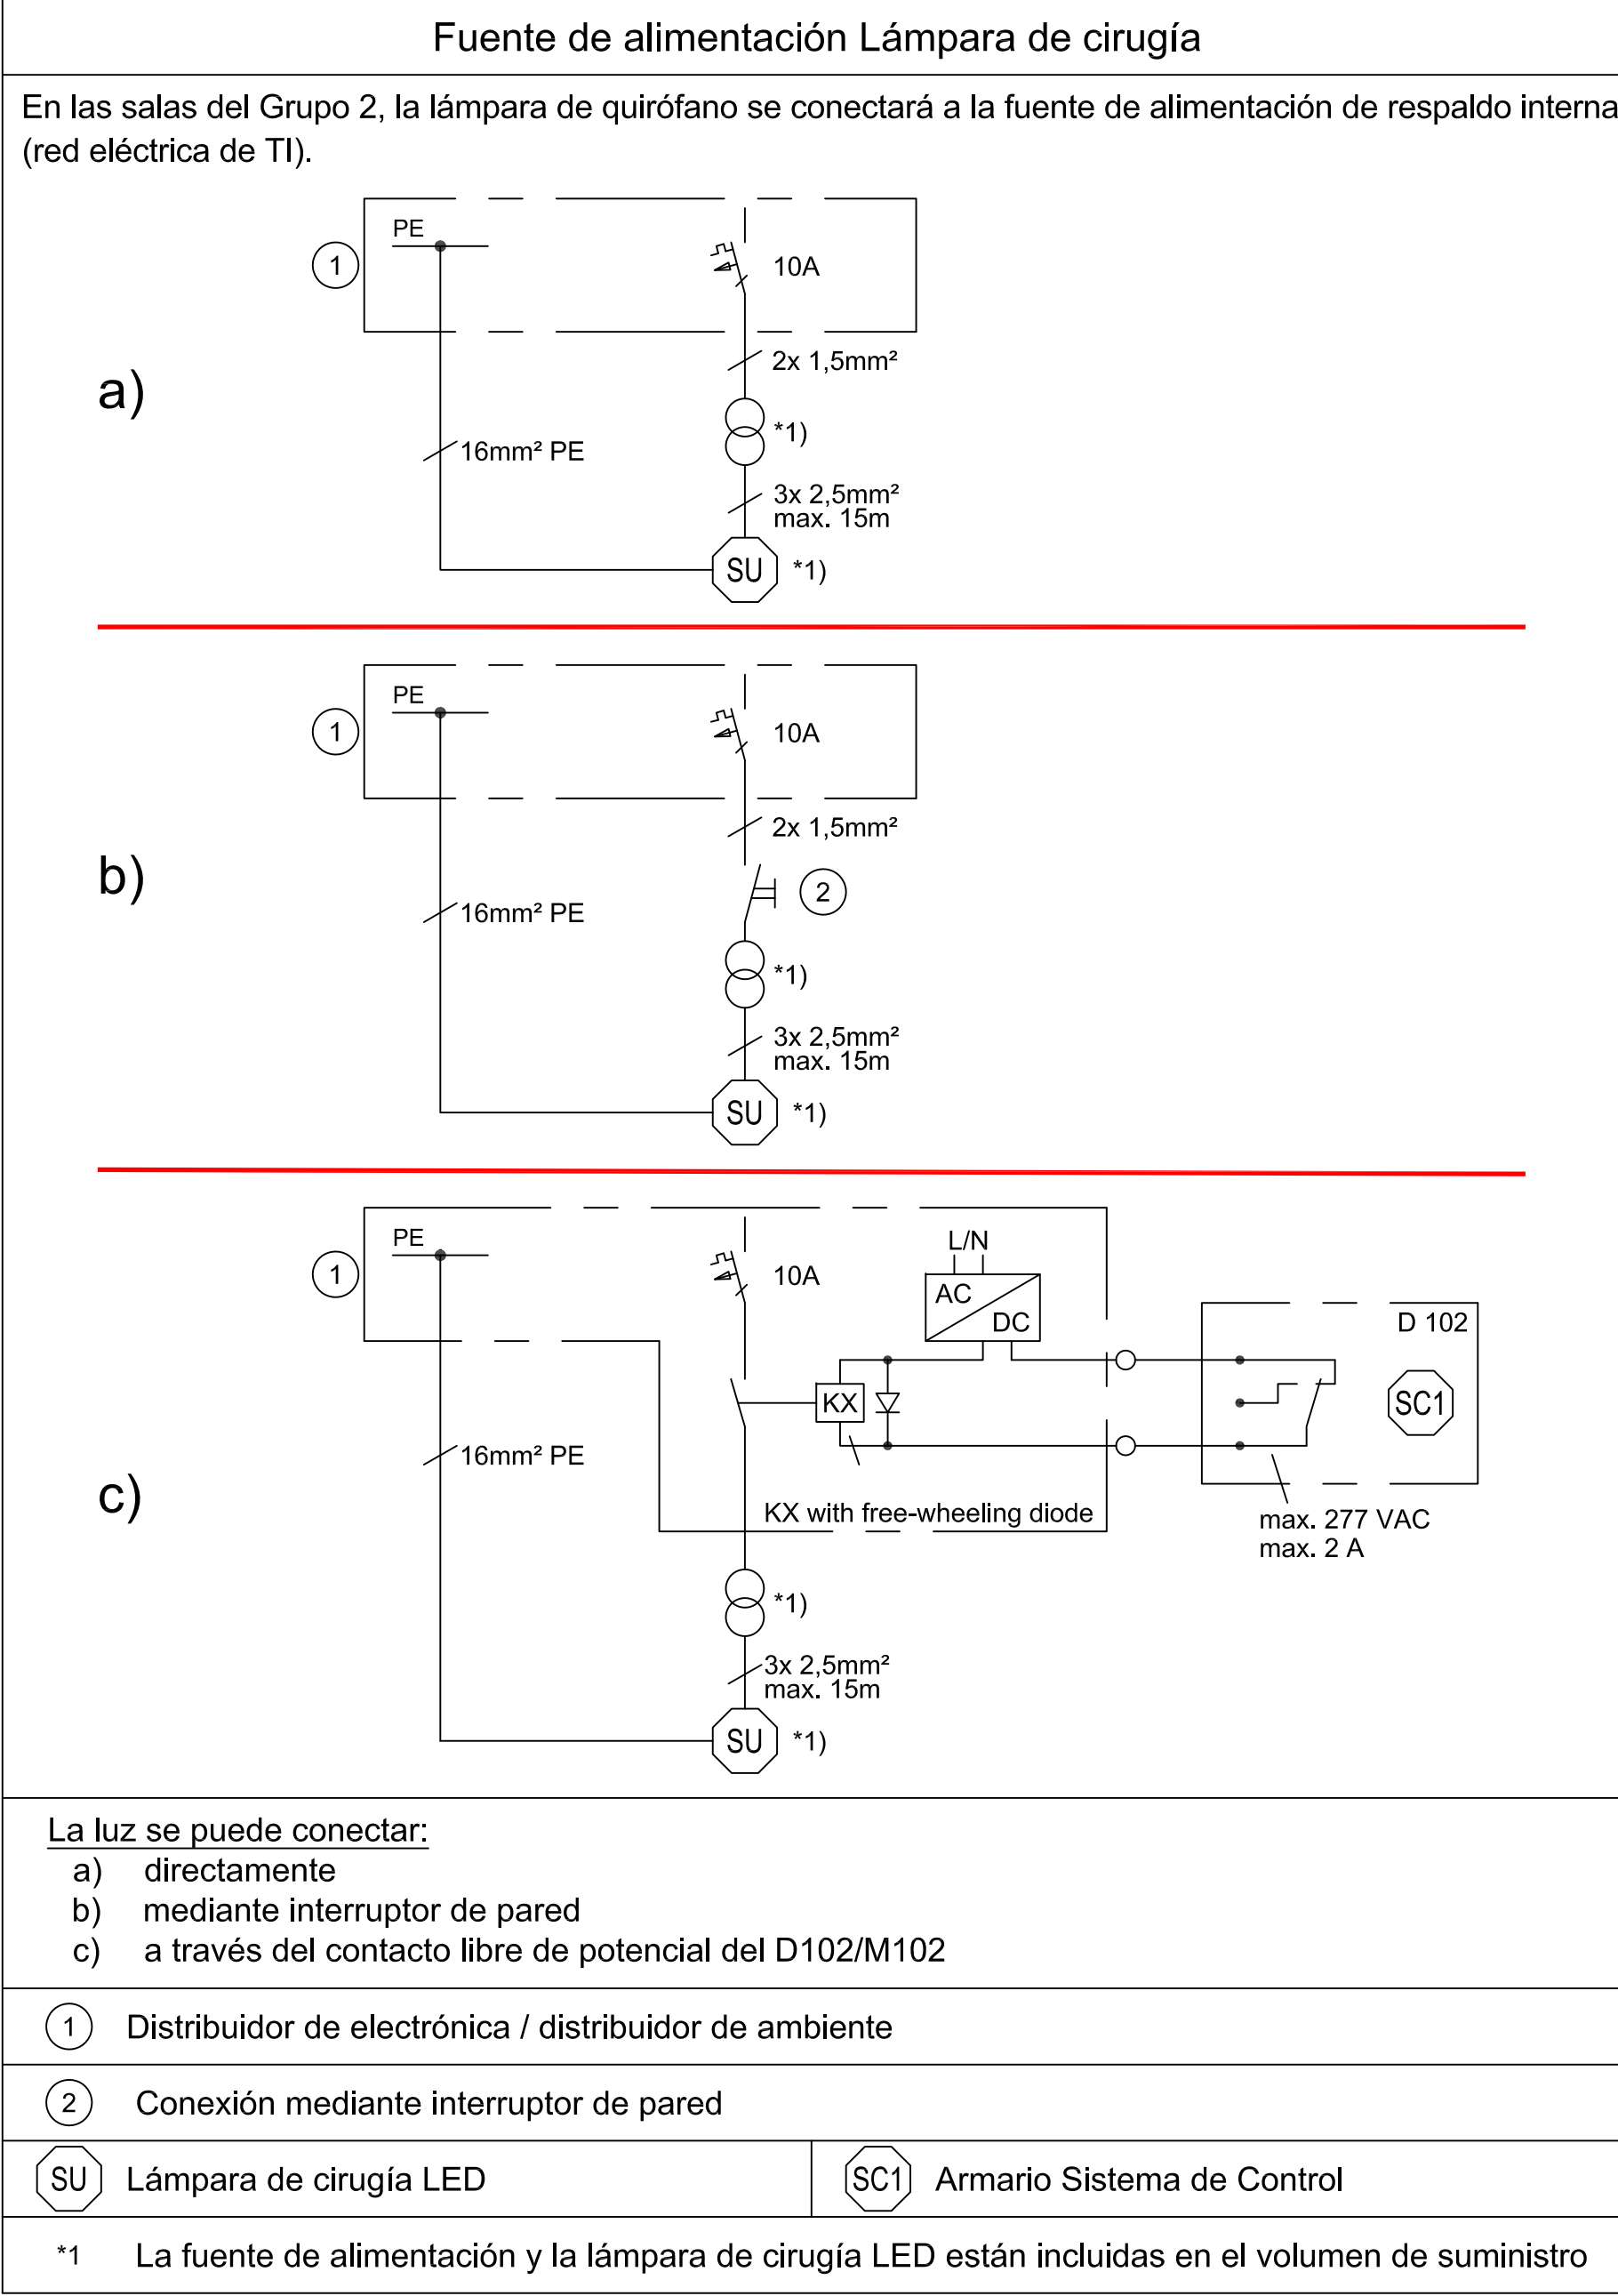 Fuente de alimentación Lámpara de cirugía
En las salas del Grupo 2, la lámpara de quirófano se conectará a la fuente de alimentación de respaldo interna
(red eléctrica de TI).
a)
1
PE
10A
2x 1,5mm²
*1)
16mm² PE
3x 2,5mm²
max. 15m
SU
*1)
b)
1
PE
10A
2x 1,5mm²
2
16mm² PE
*1)
3x 2,5mm²
max. 15m
SU
*1)
c)
1
PE
10A
L/N
AC
DC
D 102
KX
SC1
16mm² PE
KX with free-wheeling diode
max. 277 VAC
max. 2 A
*1)
3x 2,5mm²
max. 15m
SU
*1)
La luz se puede conectar:
a) directamente
b) mediante interruptor de pared
c) a través del contacto libre de potencial del D102/M102
1 Distribuidor de electrónica / distribuidor de ambiente
2 Conexión mediante interruptor de pared
SU Lámpara de cirugía LED
SC1 Armario Sistema de Control
*1 La fuente de alimentación y la lámpara de cirugía LED están incluidas en el volumen de suministro